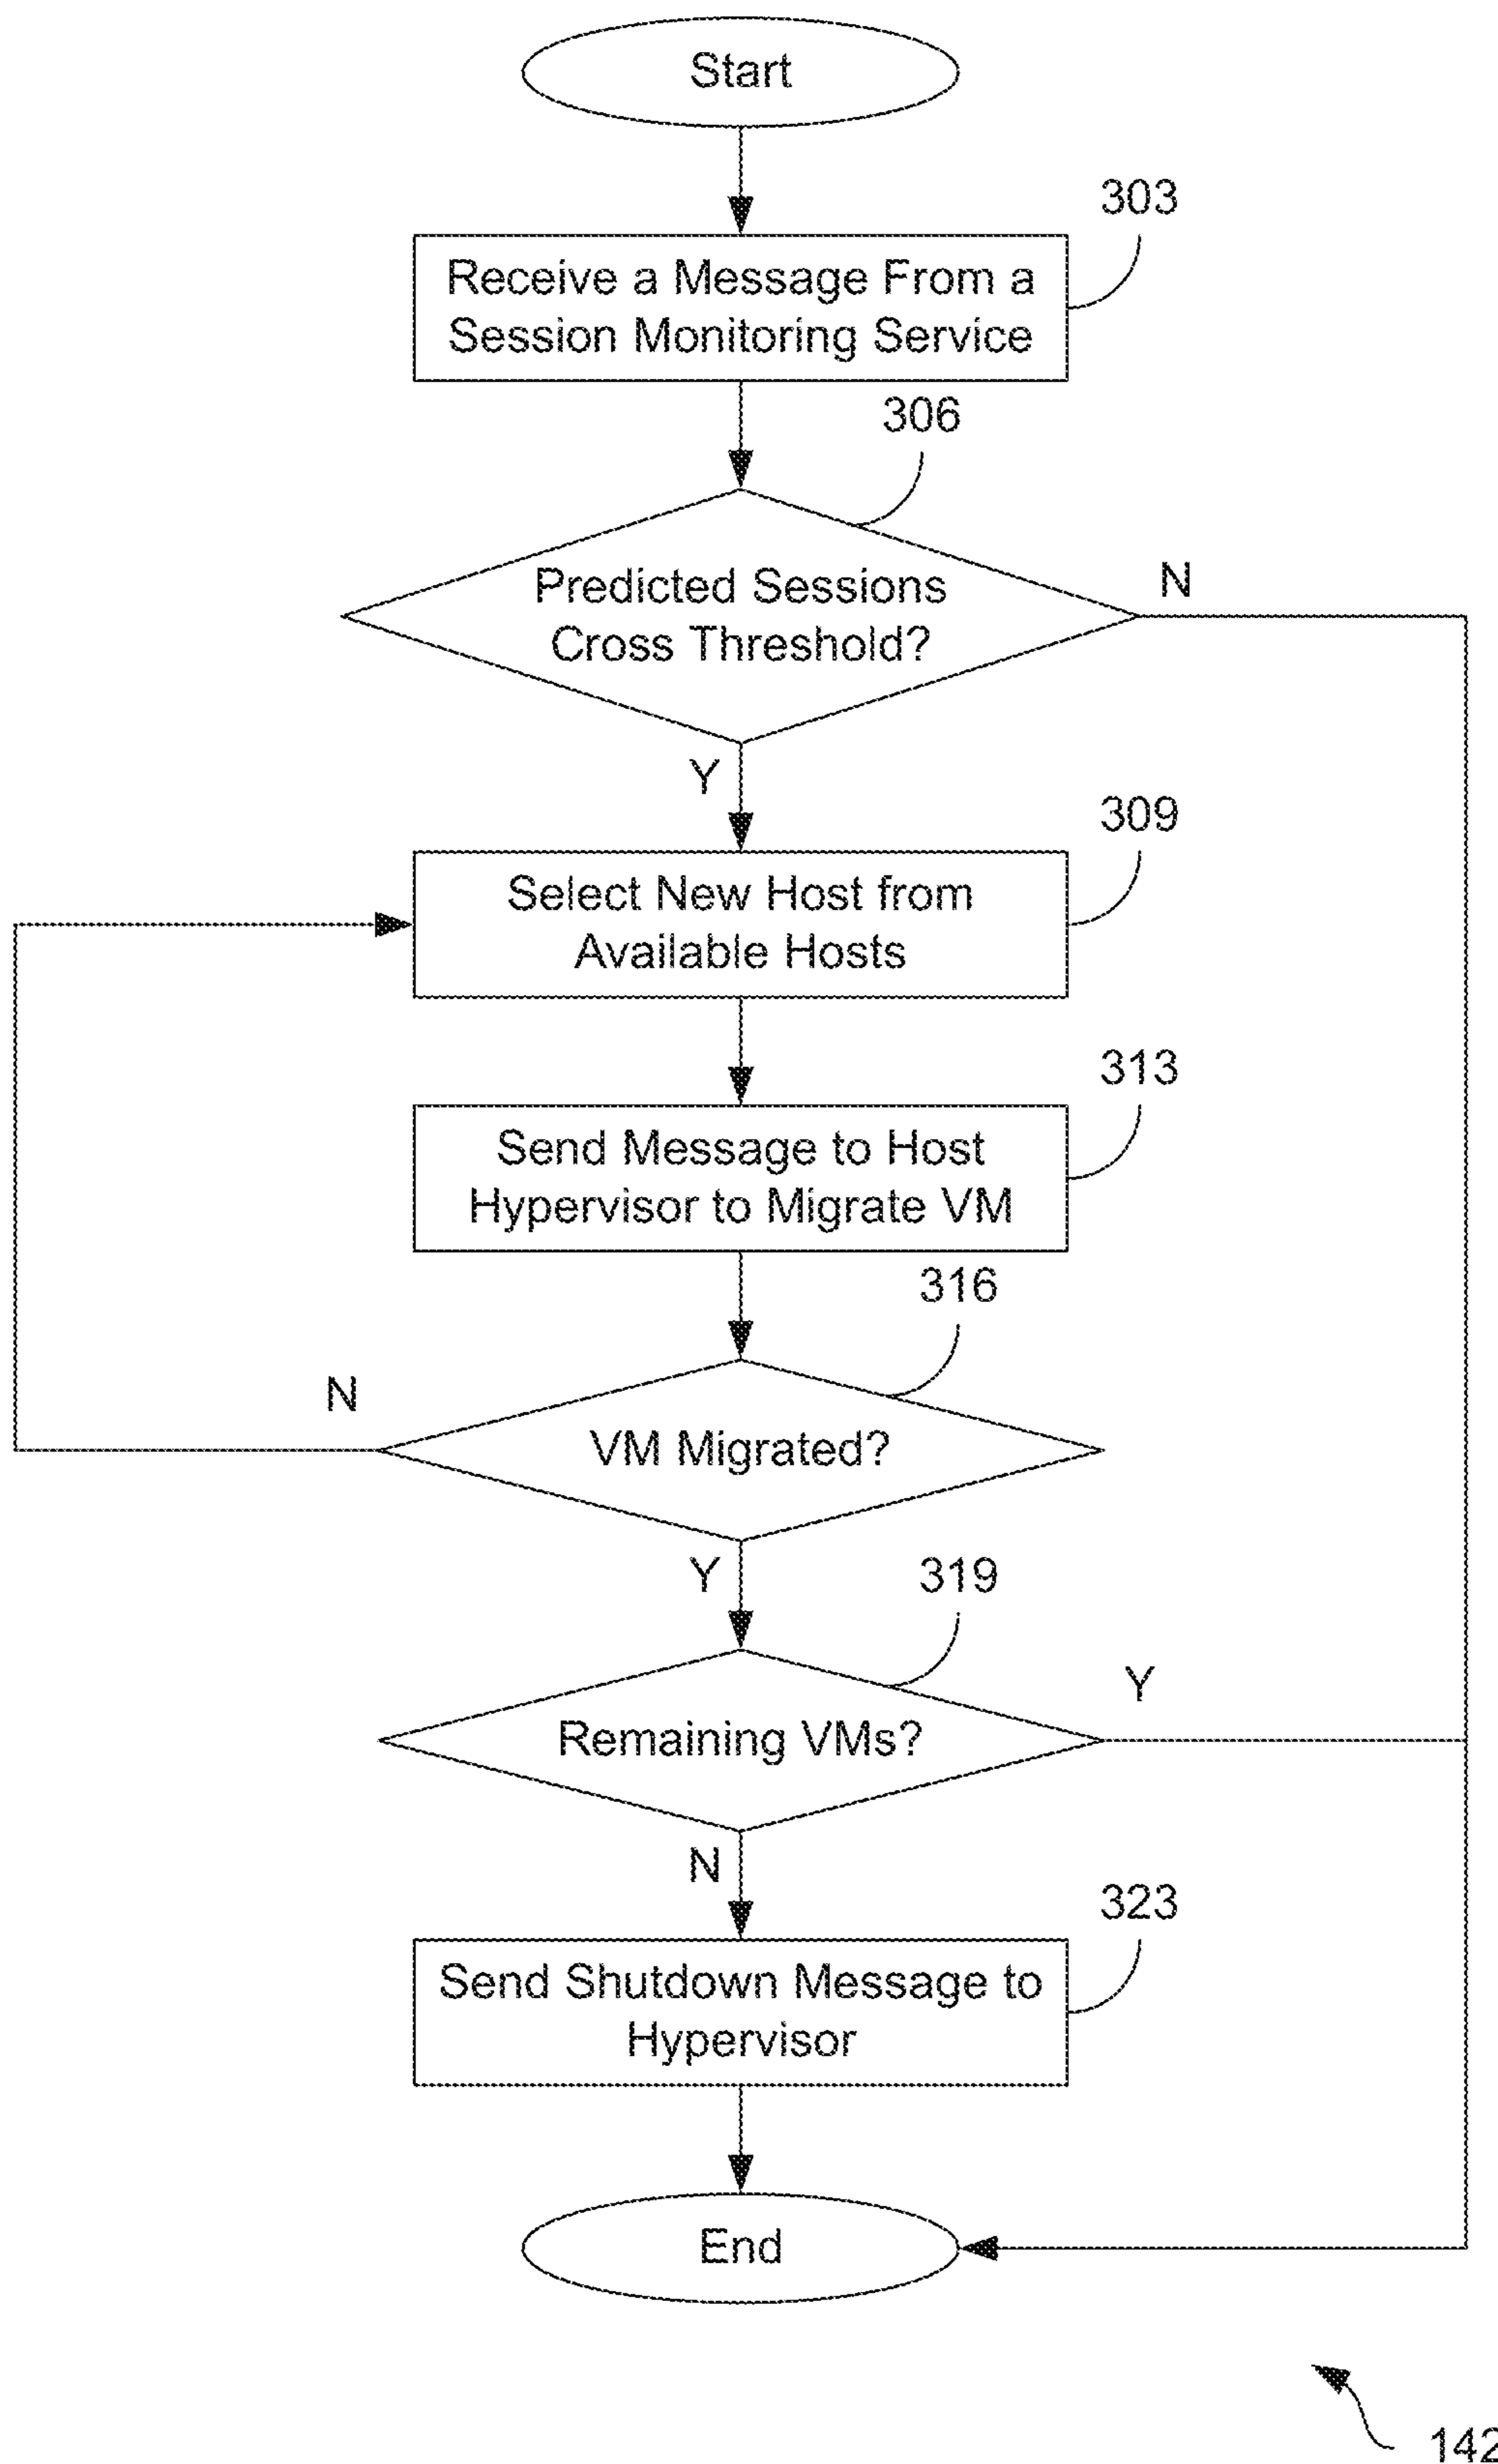 Start
303
Receive a Message From a
Session Monitoring Service
306
Predicted Sessions
Cross Threshold?
N
Y
309
Select New Host from
Available Hosts
313
Send Message to Host
Hypervisor to Migrate VM
316
N
VM Migrated?
Y
319
Remaining VMs?
Y
N
323
Send Shutdown Message to
Hypervisor
End
142